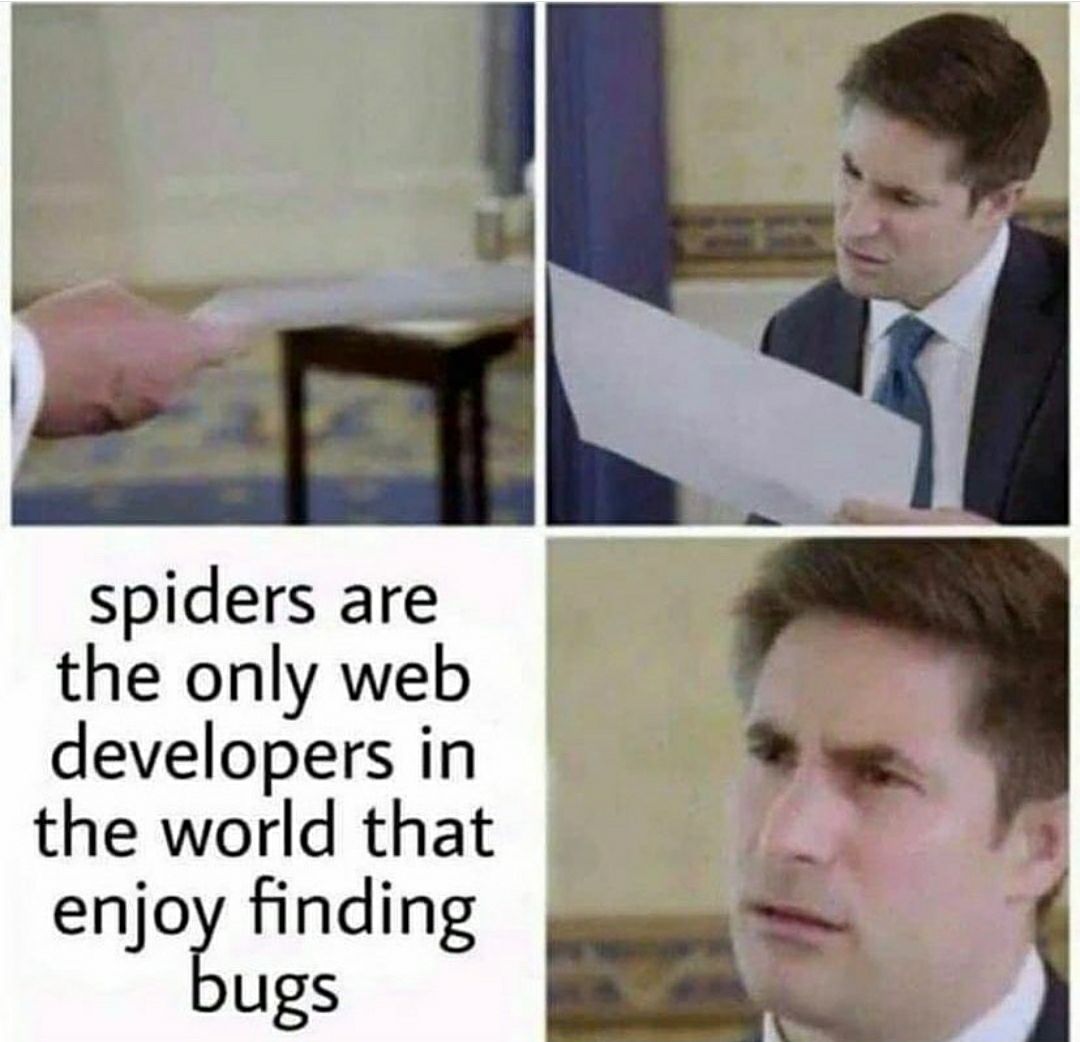 spiders are
the only web
developers in
the world that
enjoy finding
bugs